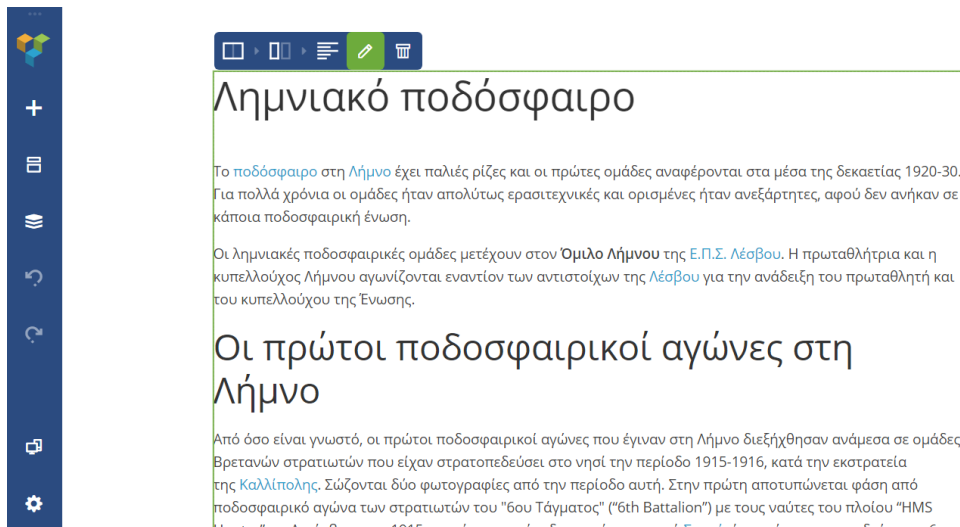 Λημνιακό ποδόσφαιρο
Το ποδόσφαιρο στη Λήμνο έχει παλιές ρίζες και οι πρώτες ομάδες αναφέρονται στα μέσα της δεκαετίας 1920-30.
Για πολλά χρόνια οι ομάδες ήταν απολύτως ερασιτεχνικές και ορισμένες ήταν ανεξάρτητες, αφού δεν ανήκαν σε
κάποια ποδοσφαιρική ένωση.
Οι λημνιακές ποδοσφαιρικές ομάδες μετέχουν στον Όμιλο Λήμνου της Ε.Π.Σ. Λέσβου. Η πρωταθλήτρια και η
κυπελλούχος Λήμνου αγωνίζονται εναντίον των αντιστοίχων της Λέσβου για την ανάδειξη του πρωταθλητή και
του κυπελλούχου της Ένωσης.
Οι πρώτοι ποδοσφαιρικοί αγώνες στη
Λήμνο
Από όσο είναι γνωστό, οι πρώτοι ποδοσφαιρικοί αγώνες που έγιναν στη Λήμνο διεξήχθησαν ανάμεσα σε ομάδες
Βρετανών στρατιωτών που είχαν στρατοπεδεύσει στο νησί την περίοδο 1915-1916, κατά την εκστρατεία
της Καλλίπολης. Σώζονται δύο φωτογραφίες από την περίοδο αυτή. Στην πρώτη αποτυπώνεται φάση από
ποδοσφαιρικό αγώνα των στρατιωτών του "6ου Τάγματος" ("6th Battalion") με τους ναύτες του πλοίου "HMS